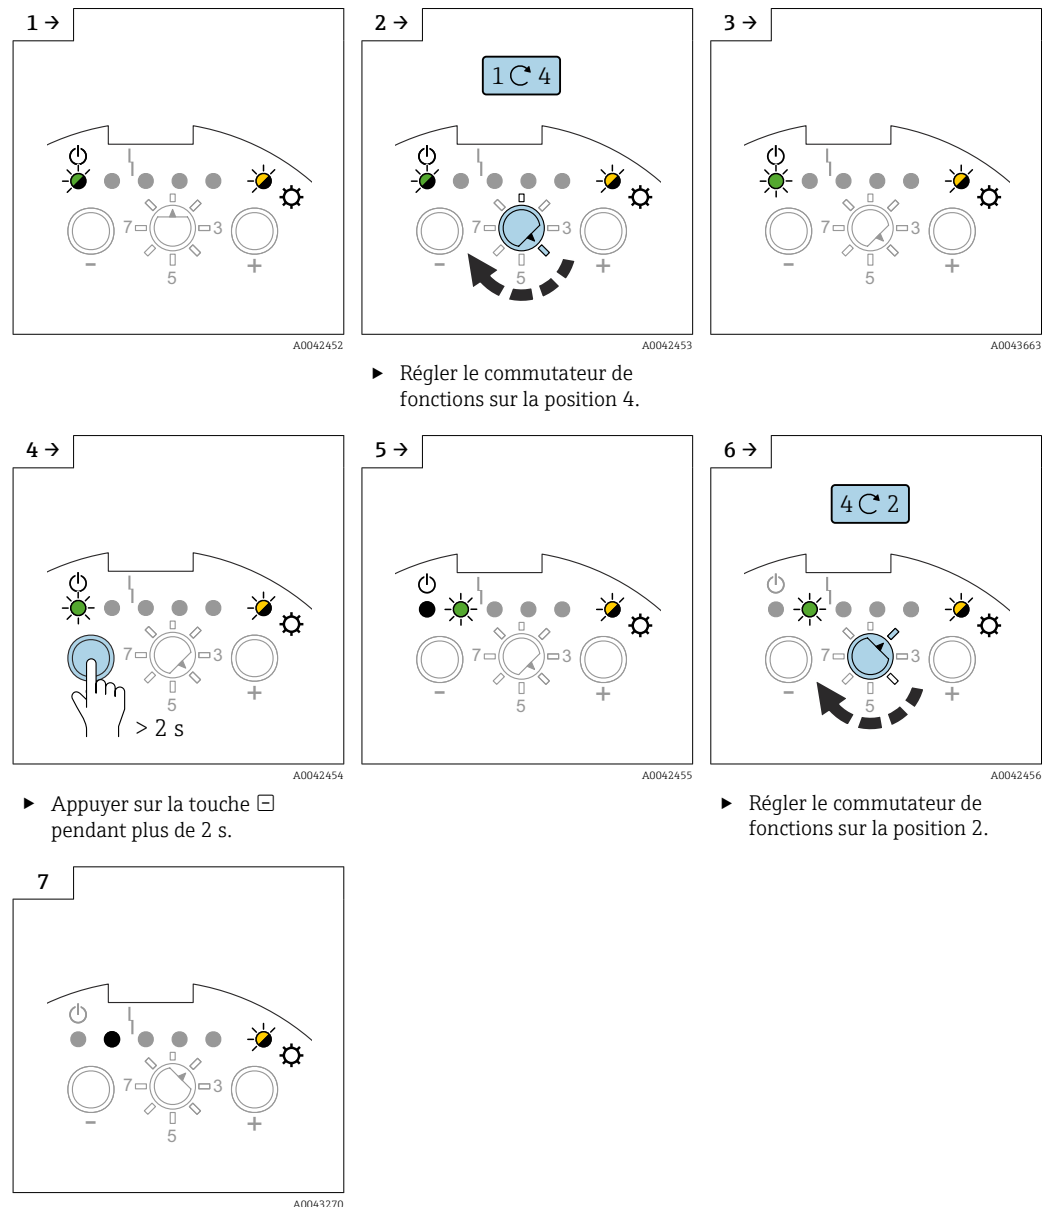 1 →
7
3
5
-
+
A0042452
2 →
1 ↻ 4
7
3
5
-
+
A0042453
▶ Régler le commutateur de
fonctions sur la position 4.
3 →
7
3
5
-
+
A0043663
4 →
7
3
5
+
> 2 s
A0042454
▶ Appuyer sur la touche ⊟
pendant plus de 2 s.
5 →
7
3
5
-
+
A0042455
6 →
4 ↻ 2
7
3
5
-
+
A0042456
▶ Régler le commutateur de
fonctions sur la position 2.
7
7
3
5
-
+
A0043270